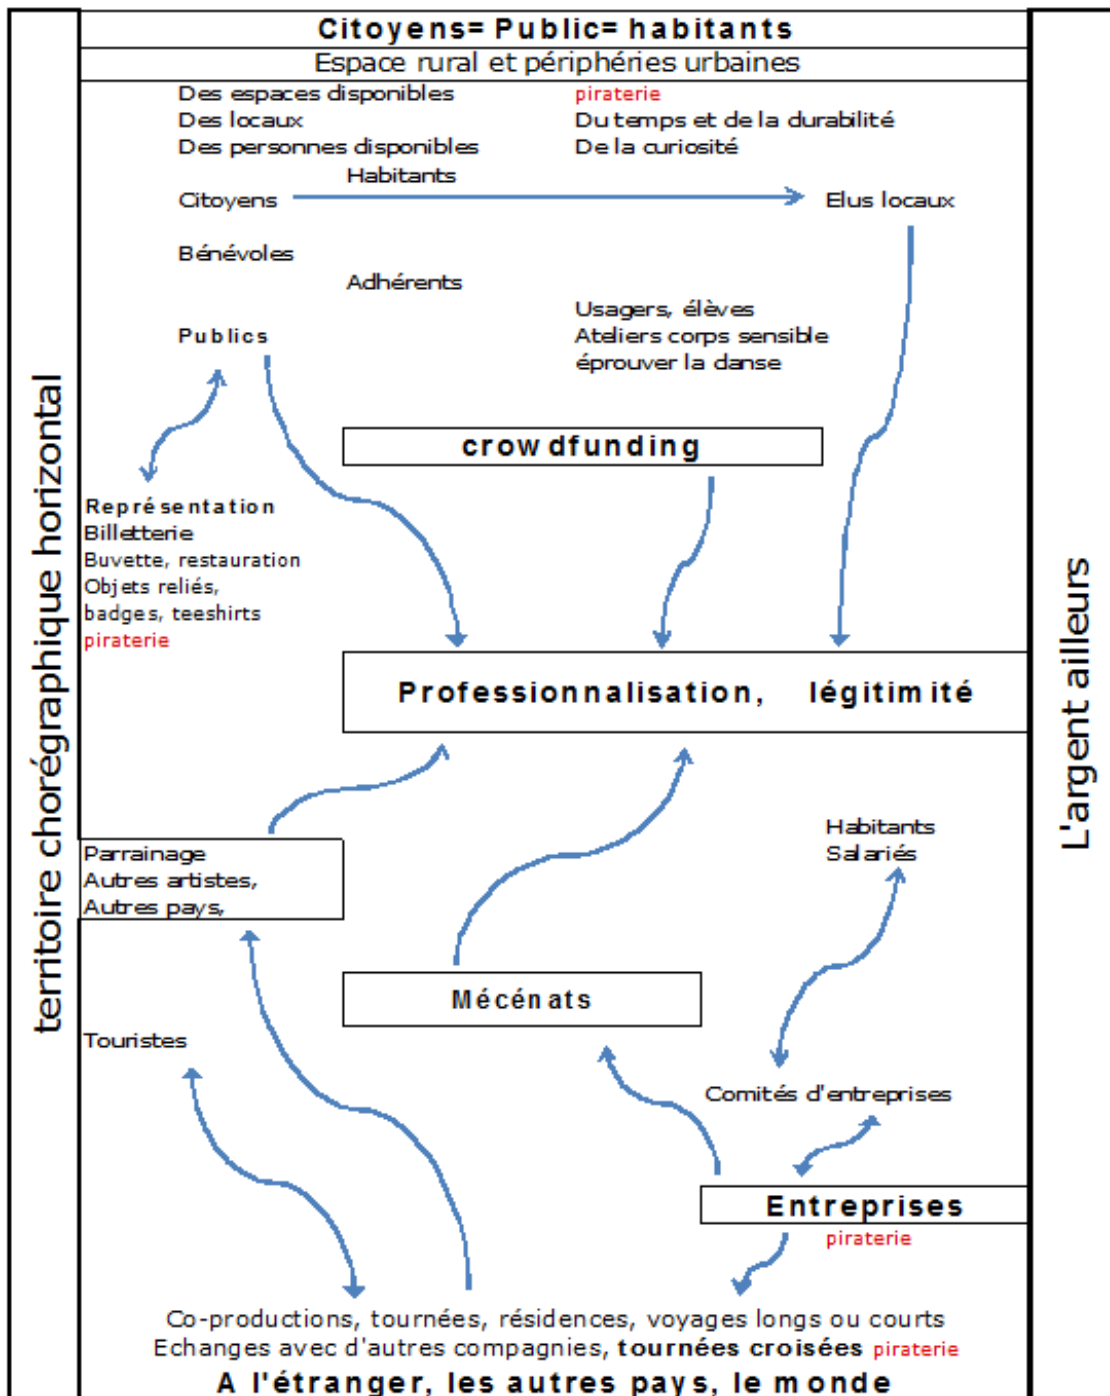 Citoyens= Public= habitants
Espace rural et périphéries urbaines
Des espaces disponibles
piraterie
Des locaux
Du temps et de la durabilité
Des personnes disponibles
De la curiosité
Habitants
Citoyens
Elus locaux
Bénévoles
Adhérents
Usagers, élèves
Publics
Ateliers corps sensible
éprouver la danse
territoire chorégraphique horizontal
crowdfunding
Représentation
Billetterie
Buvette, restauration
Objets reliés,
badges, teeshirts
piraterie
L'argent ailleurs
Professionnalisation, légitimité
Habitants
Salariés
Parrainage
Autres artistes,
Autres pays,
Mécénats
Touristes
Comités d'entreprises
Entreprises
piraterie
Co-productions, tournées, résidences, voyages longs ou courts
Echanges avec d'autres compagnies, tournées croisées piraterie
A l'étranger, les autres pays, le monde